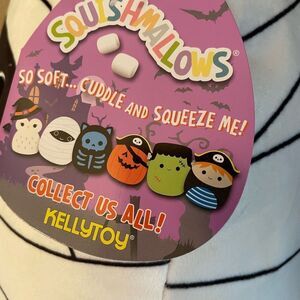 SQUISHMALLOWS®
SO SOFT... CUDDLE AND SQUEEZE ME!
COLLECT US ALL!
KELLYTOY®